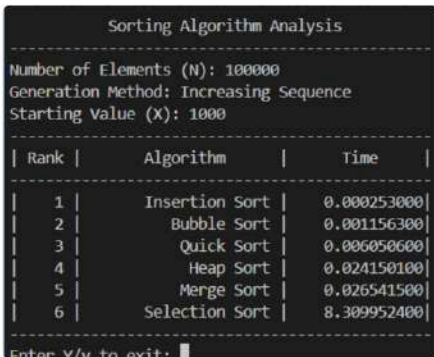 Sorting Algorithm Analysis
Number of Elements (N): 100000
Generation Method: Increasing Sequence
Starting Value (X): 1000
| Rank | Algorithm | Time |
| 1 | Insertion Sort | 0.000253000|
| 2 | Bubble Sort | 0.001156300|
| 3 | Quick Sort | 0.006050600|
| 4 | Heap Sort | 0.024150100|
| 5 | Merge Sort | 0.026541500|
| 6 | Selection Sort | 8.309952400|
Enter Y/y to exit: